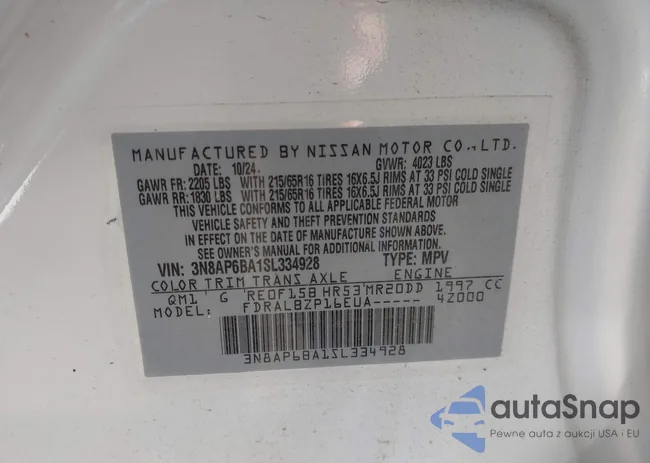 MANUFACTURED BY NISSAN MOTOR CO., LTD.
DATE: 10/24. GVWR: 4023 LBS
GAWR FR: 2205 LBS WITH 215/65R16 TIRES 16X6.5J RIMS AT 33 PSI COLD SINGLE
GAWR RR: 1830 LBS WITH 215/65R16 TIRES 16X6.5J RIMS AT 33 PSI COLD SINGLE
THIS VEHICLE CONFORMS TO ALL APPLICABLE FEDERAL MOTOR
VEHICLE SAFETY AND THEFT PREVENTION STANDARDS
IN EFFECT ON THE DATE OF MANUFACTURE SHOWN ABOVE.
SEE OWNER'S MANUAL FOR ADDITIONAL INFORMATION.
VIN: 3N8AP6BA1SL334928 TYPE: MPV
COLOR TRIM TRANS AXLE ENGINE
QM1 G RE0F15B HR53 MR20DD 1997 CC
MODEL: FDRALBZP16EUA----- 42000
3N8AP6BA1SL334928
autaSnap
Pewne auta z aukcji USA i EU